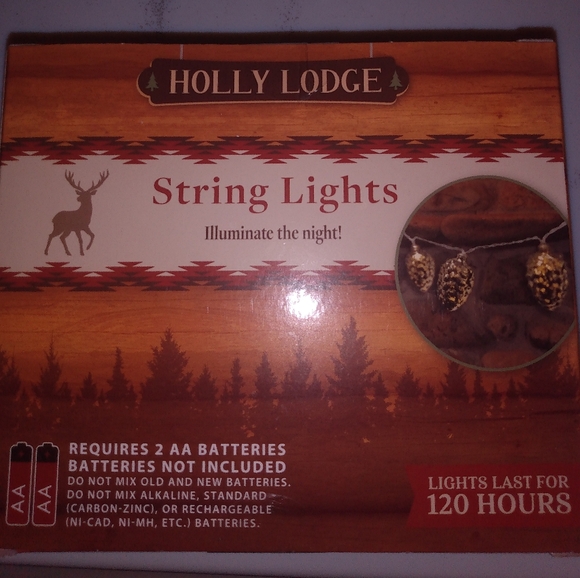 HOLLY LODGE
String Lights
Illuminate the night!
AA
AA
REQUIRES 2 AA BATTERIES
BATTERIES NOT INCLUDED
DO NOT MIX OLD AND NEW BATTERIES.
DO NOT MIX ALKALINE, STANDARD
(CARBON-ZINC), OR RECHARGEABLE
(NI-CAD, NI-MH, ETC.) BATTERIES.
LIGHTS LAST FOR
120 HOURS